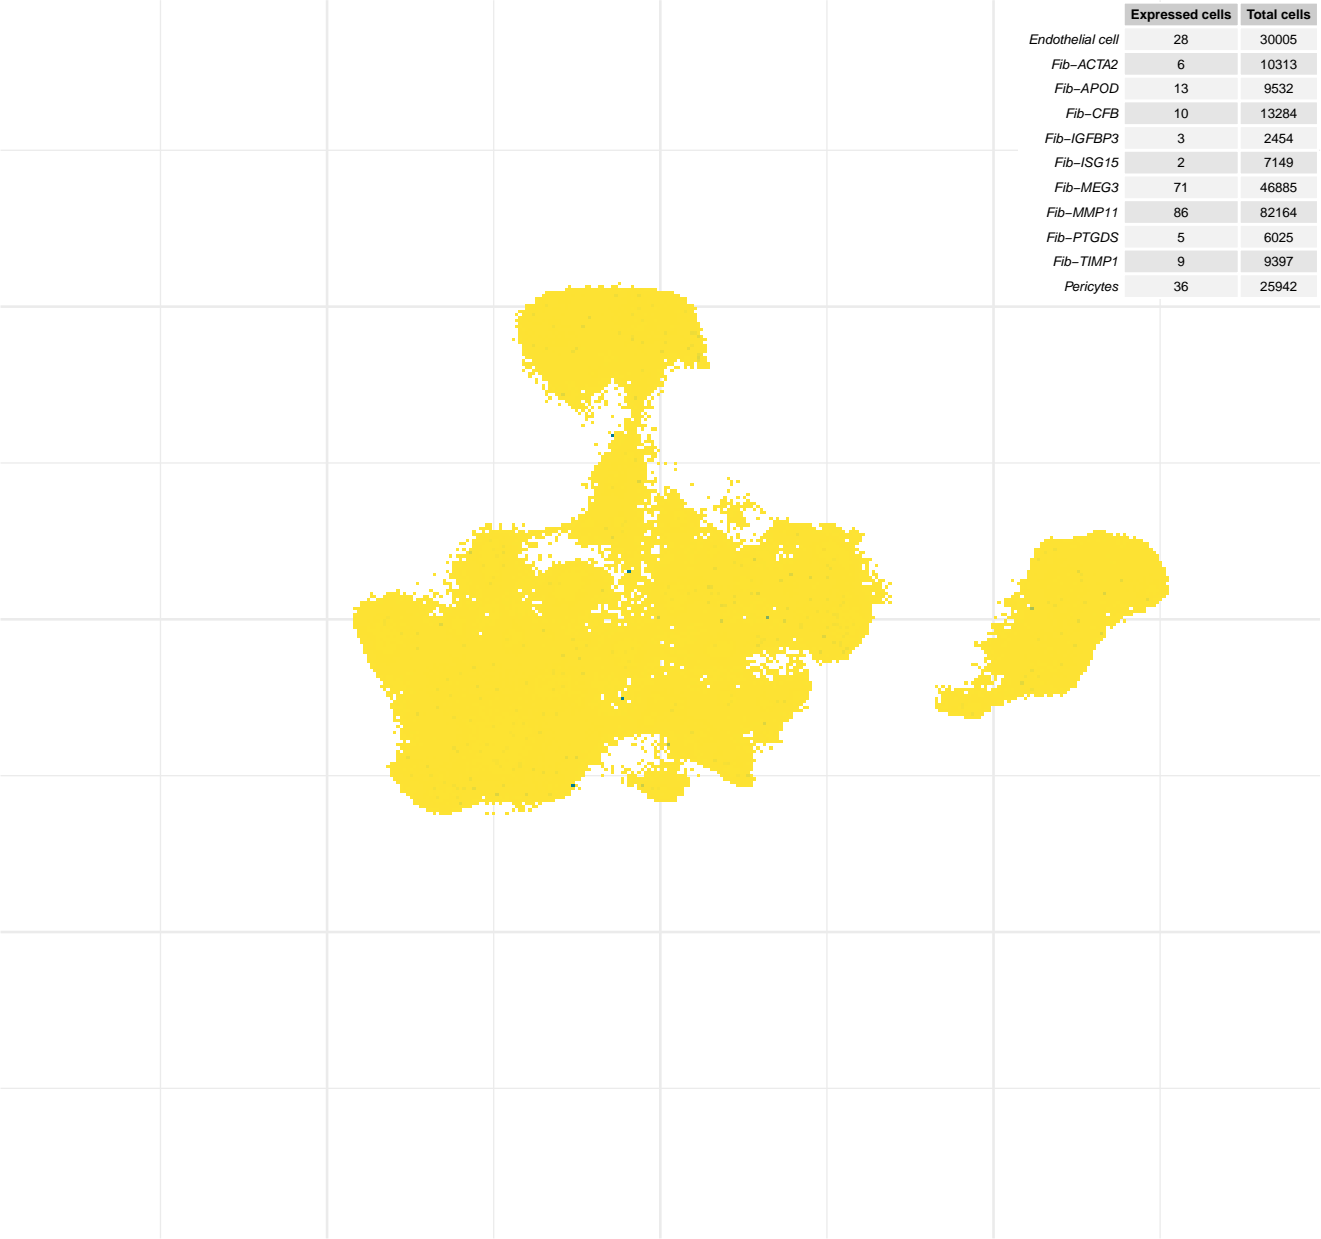 Expressed cells Total cells
Endothelial cell 28 30005
Fib−ACTA2 6 10313
Fib−APOD 13 9532
Fib−CFB 10 13284
Fib−IGFBP3 3 2454
Fib−ISG15 2 7149
Fib−MEG3 71 46885
Fib−MMP11 86 82164
Fib−PTGDS 5 6025
Fib−TIMP1 9 9397
Pericytes 36 25942